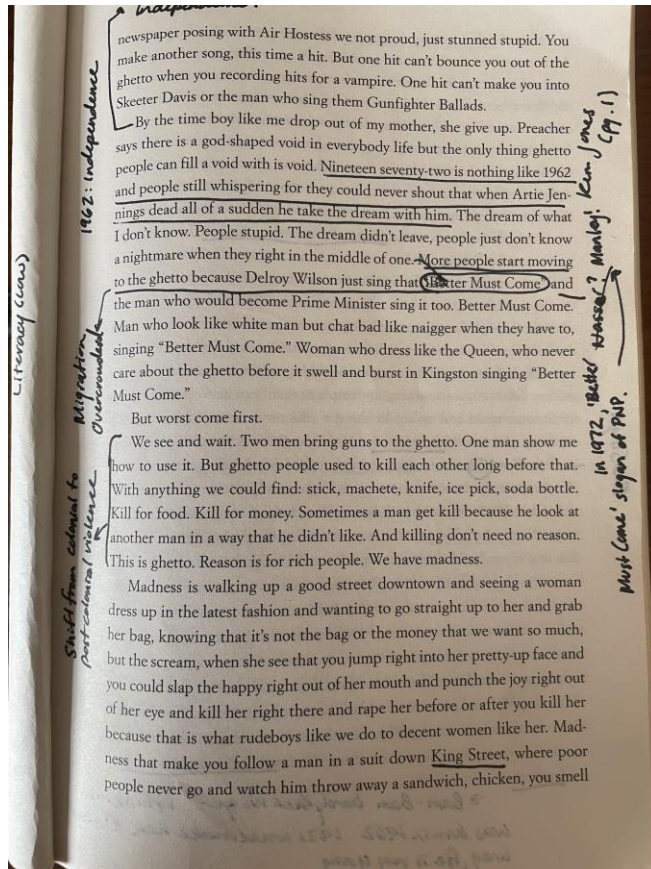 Independence!
newspaper posing with Air Hostess we not proud, just stunned stupid. You
make another song, this time a hit. But one hit can't bounce you out of the
ghetto when you recording hits for a vampire. One hit can't make you into
Skeeter Davis or the man who sing them Gunfighter Ballads.
By the time boy like me drop out of my mother, she give up. Preacher
says there is a god-shaped void in everybody life but the only thing ghetto
people can fill a void with is void. Nineteen seventy-two is nothing like 1962
and people still whispering for they could never shout that when Artie Jen-
nings dead all of a sudden he take the dream with him. The dream of what
I don't know. People stupid. The dream didn't leave, people just don't know
a nightmare when they right in the middle of one. More people start moving
to the ghetto because Delroy Wilson just sing that "Better Must Come" and
the man who would become Prime Minister sing it too. Better Must Come.
Man who look like white man but chat bad like naigger when they have to,
singing "Better Must Come." Woman who dress like the Queen, who never
care about the ghetto before it swell and burst in Kingston singing "Better
Must Come."
But worst come first.
We see and wait. Two men bring guns to the ghetto. One man show me
how to use it. But ghetto people used to kill each other long before that.
With anything we could find: stick, machete, knife, ice pick, soda bottle.
Kill for food. Kill for money. Sometimes a man get kill because he look at
another man in a way that he didn't like. And killing don't need no reason.
This is ghetto. Reason is for rich people. We have madness.
Madness is walking up a good street downtown and seeing a woman
dress up in the latest fashion and wanting to go straight up to her and grab
her bag, knowing that it's not the bag or the money that we want so much,
but the scream, when she see that you jump right into her pretty-up face and
you could slap the happy right out of her mouth and punch the joy right out
of her eye and kill her right there and rape her before or after you kill her
because that is what rudeboys like we do to decent women like her. Mad-
ness that make you follow a man in a suit down King Street, where poor
people never go and watch him throw away a sandwich, chicken, you smell
1962: Independence
Migration,
Overcrowded
Shift from colonial to
postcolonial violence
Literacy
Manley!
(pg.1)
In 1972, 'Better
Must Come' slogan of PNP.